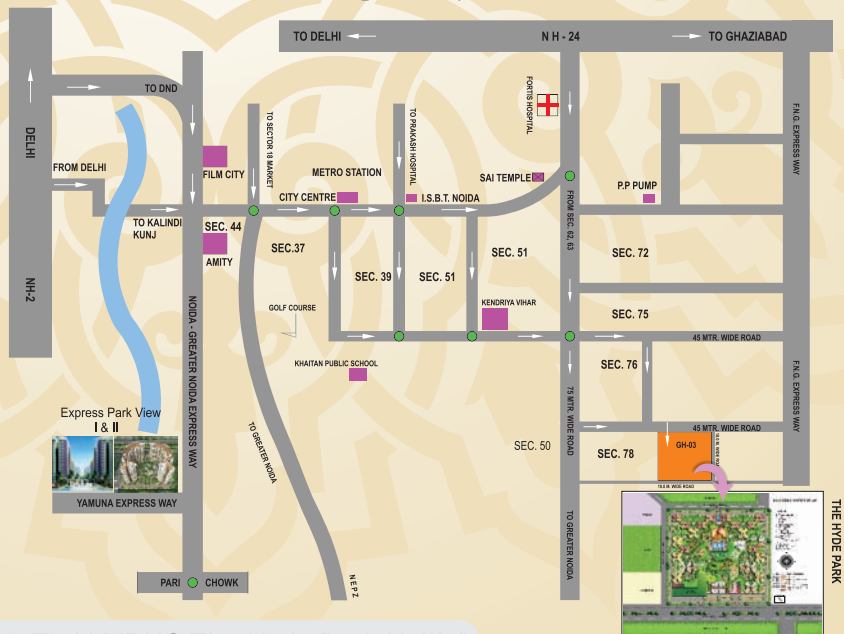 TO DELHI
N H - 24
TO GHAZIABAD
TO DND
DELHI
NH-2
FROM DELHI
TO KALINDI
KUNJ
FILM CITY
SEC. 44
AMITY
TO SECTOR 18 MARKET
METRO STATION
CITY CENTRE
TO PRAKASH HOSPITAL
I.S.B.T. NOIDA
FORTIS HOSPITAL
SAI TEMPLE
FROM SEC. 62, 63
P.P PUMP
F.N.G. EXPRESS WAY
SEC.37
SEC. 39
SEC. 51
SEC. 51
SEC. 72
SEC. 75
KENDRIYA VIHAR
GOLF COURSE
KHAITAN PUBLIC SCHOOL
45 MTR. WIDE ROAD
SEC. 76
F.N.G. EXPRESS WAY
75 MTR. WIDE ROAD
45 MTR. WIDE ROAD
SEC. 50
SEC. 78
GH-03
NOIDA - GREATER NOIDA EXPRESS WAY
TO GREATER NOIDA
Express Park View
I & II
YAMUNA EXPRESS WAY
PARI CHOWK
NEPZ
TO GREATER NOIDA
THE HYDE PARK